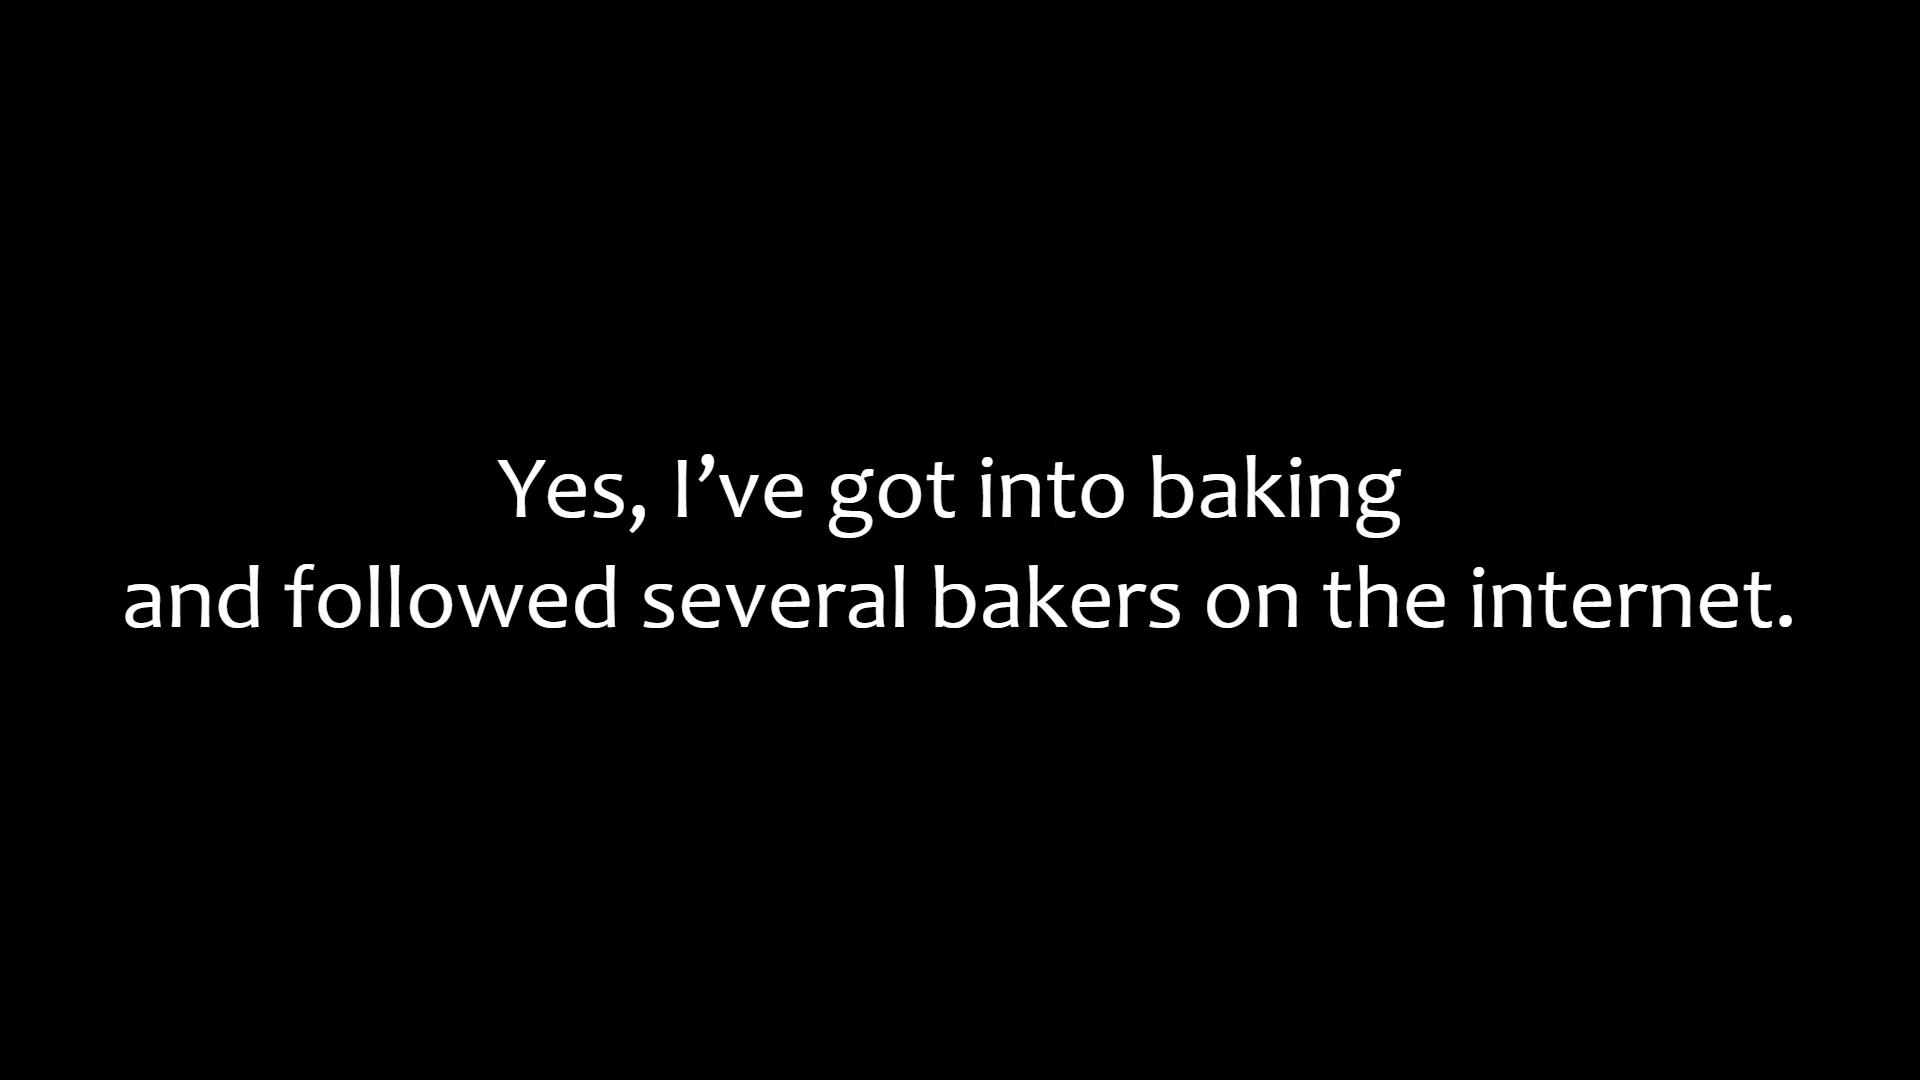 Yes, I’ve got into baking
and followed several bakers on the internet.